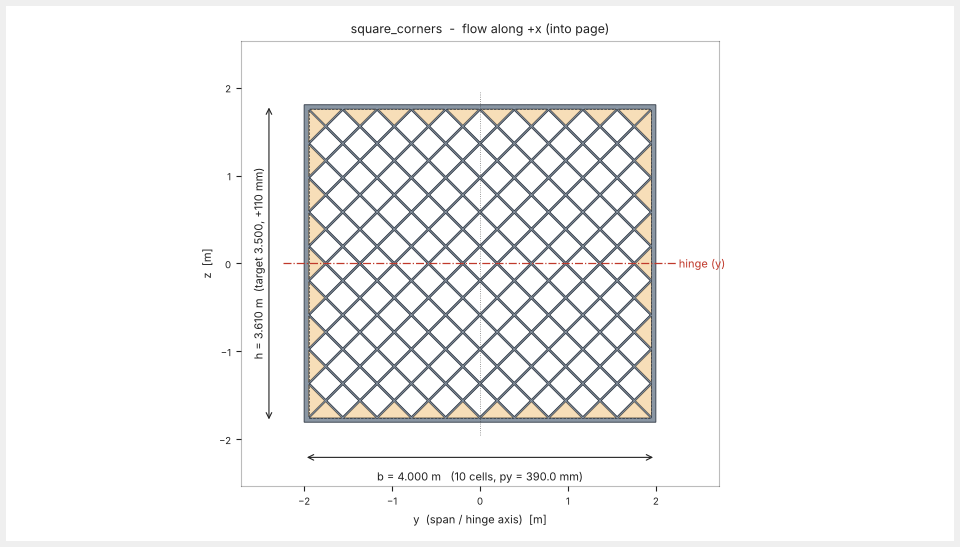 square_corners  -  flow along +x (into page)
2
1
0
−1
−2
z  [m]
h = 3.610 m  (target 3.500, +110 mm)
hinge (y)
b = 4.000 m   (10 cells, py = 390.0 mm)
−2
−1
0
1
2
y  (span / hinge axis)  [m]